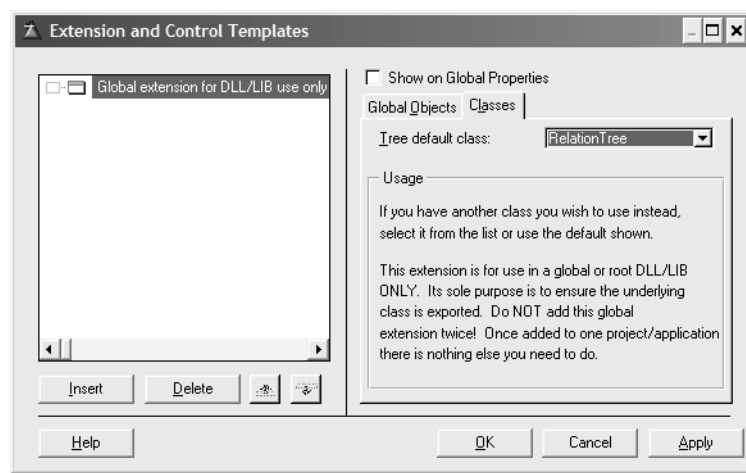 Extension and Control Templates
Global extension for DLL/LIB use only
Show on Global Properties
Global Objects
Classes
Tree default class:
RelationTree
Usage
If you have another class you wish to use instead,
select it from the list or use the default shown.
This extension is for use in a global or root DLL/LIB
ONLY. Its sole purpose is to ensure the underlying
class is exported. Do NOT add this global
extension twice! Once added to one project/application
there is nothing else you need to do.
Insert
Delete
Help
OK
Cancel
Apply